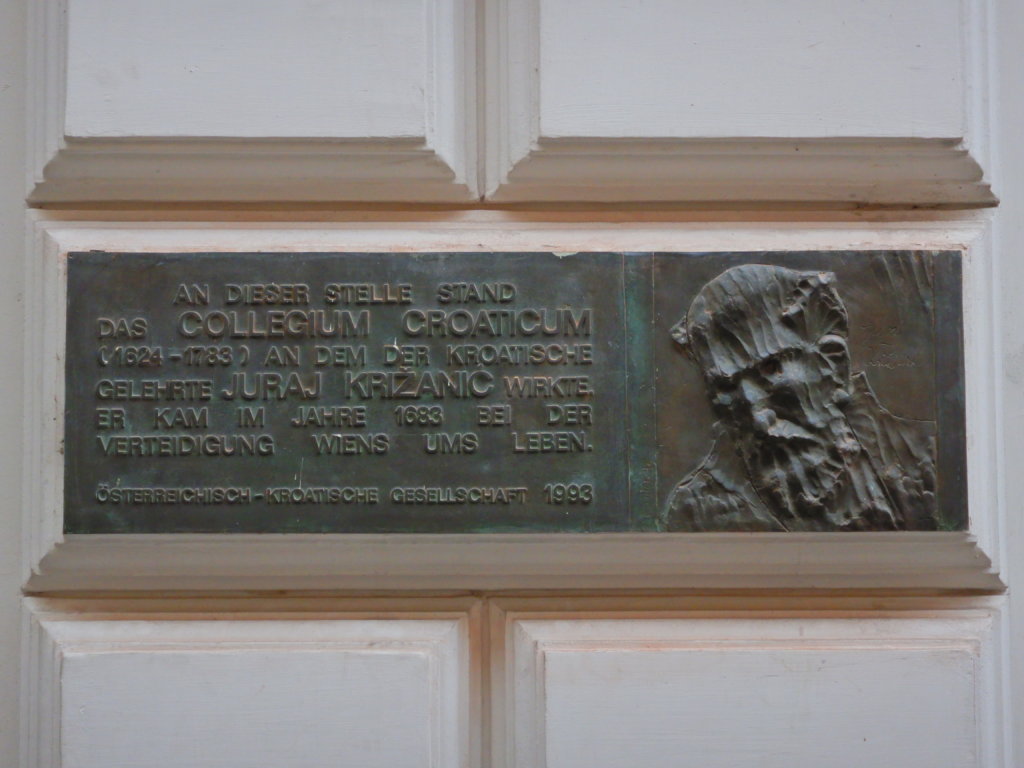 AN DIESER STELLE STAND
DAS COLLEGIUM CROATICUM
(1624-1783) AN DEM DER KROATISCHE
GELEHRTE JURAJ KRIŽANIĆ WIRKTE.
ER KAM IM JAHRE 1683 BEI DER
VERTEIDIGUNG WIENS UMS LEBEN.
ÖSTERREICHISCH-KROATISCHE GESELLSCHAFT 1993